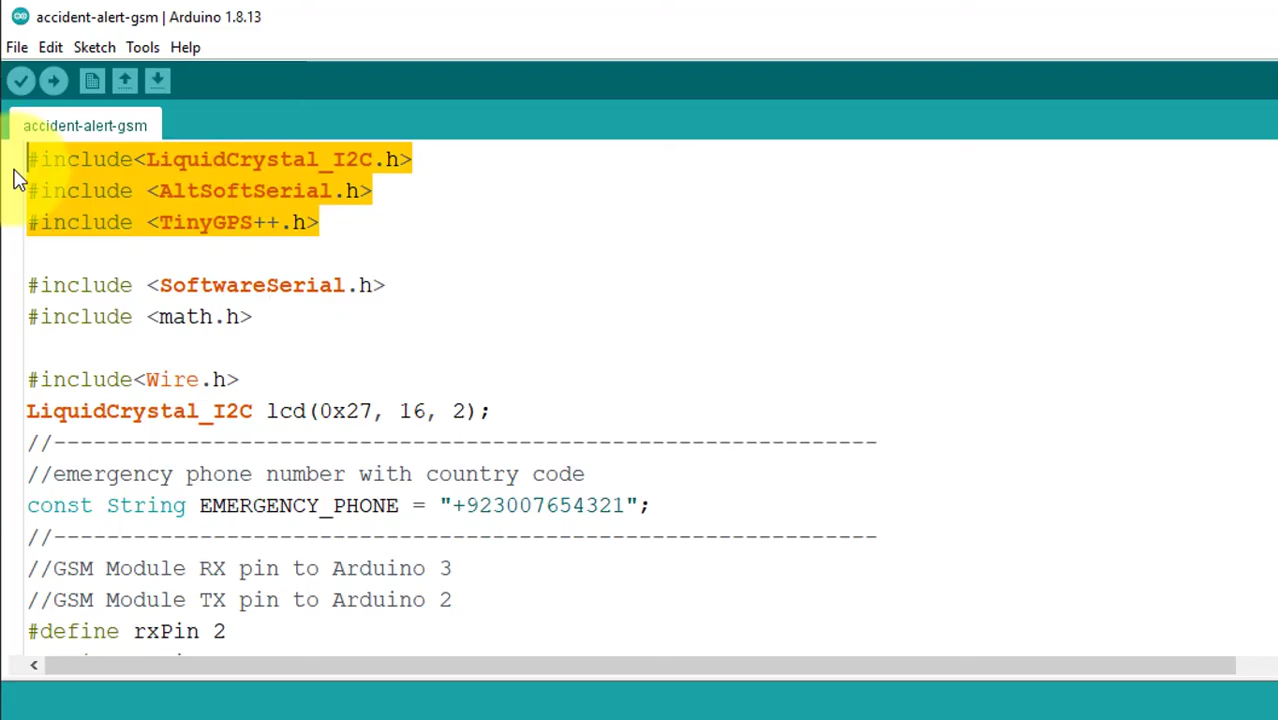 accident-alert-gsm | Arduino 1.8.13
File Edit Sketch Tools Help
accident-alert-gsm
#include<LiquidCrystal_I2C.h>
#include <AltSoftSerial.h>
#include <TinyGPS++.h>
#include <SoftwareSerial.h>
#include <math.h>
#include<Wire.h>
LiquidCrystal_I2C lcd(0x27, 16, 2);
//--------------------------------------------------------------
//emergency phone number with country code
const String EMERGENCY_PHONE = "+923007654321";
//--------------------------------------------------------------
//GSM Module RX pin to Arduino 3
//GSM Module TX pin to Arduino 2
#define rxPin 2